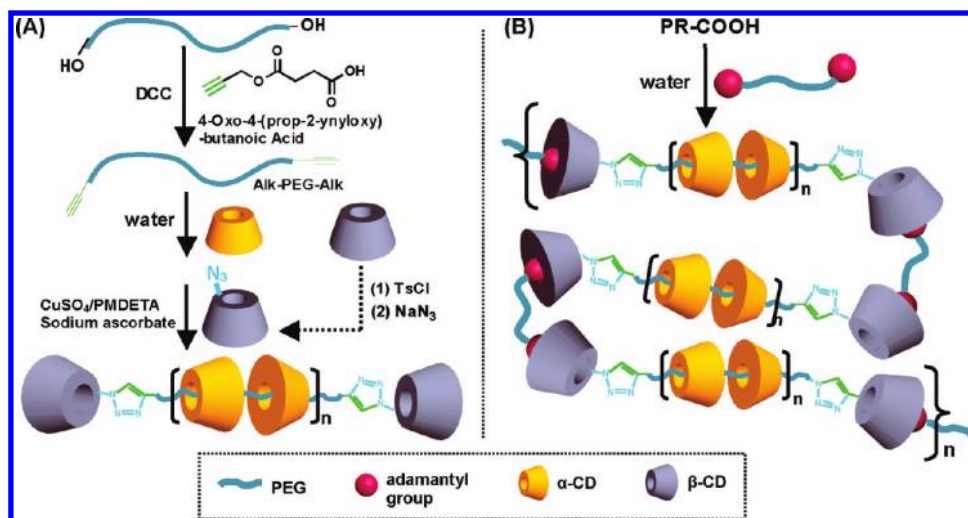 (A)
OH
HO
O
O
OH
O
DCC
4-Oxo-4-(prop-2-ynyloxy)
-butanoic Acid
Alk-PEG-Alk
water
N3
CuSO4/PMDETA
Sodium ascorbate
(1) TsCl
(2) NaN3
N=N
N
n
N
N=N
(B)
PR-COOH
water
N=N
N
n
N
N=N
N=N
N
n
N
N=N
N=N
N
n
N
N=N
n
PEG
adamantyl
group
α-CD
β-CD